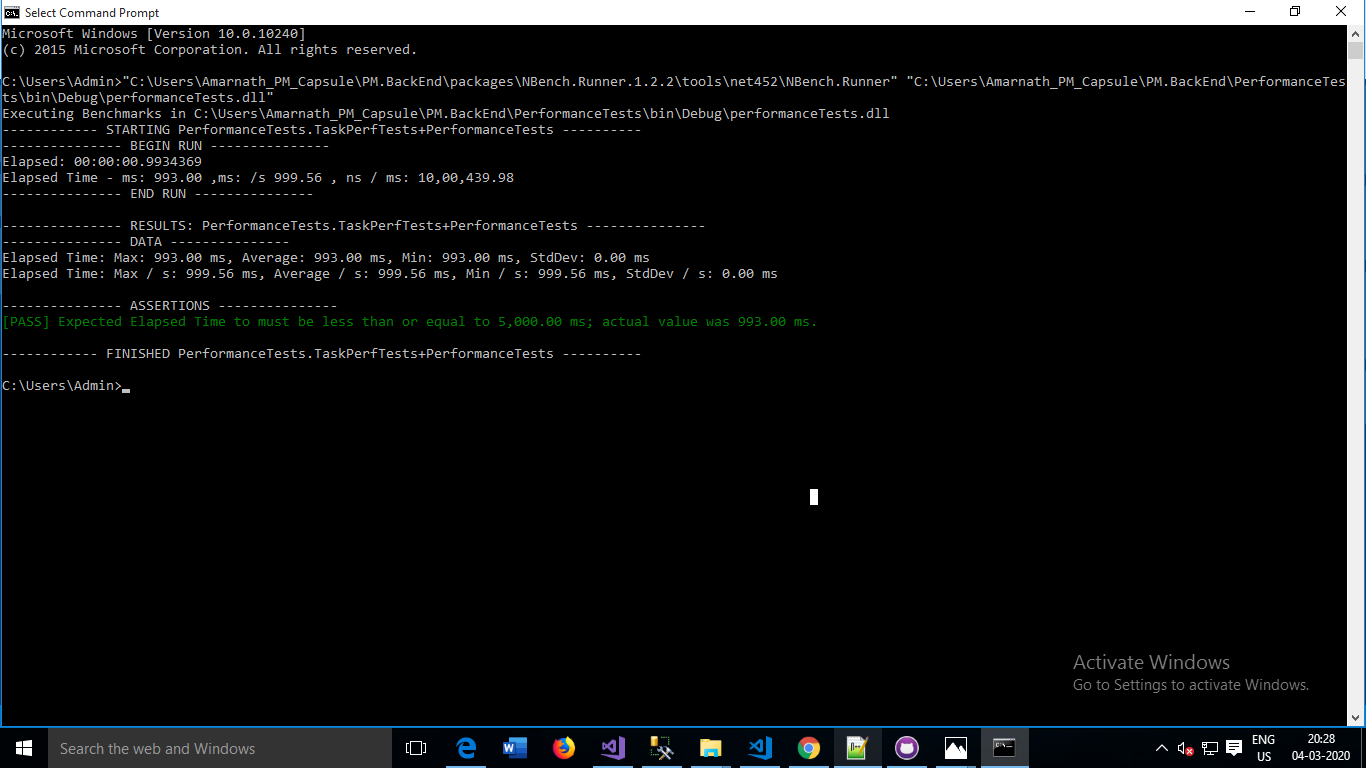 Select Command Prompt
Microsoft Windows [Version 10.0.10240]
(c) 2015 Microsoft Corporation. All rights reserved.
C:\Users\Admin>"C:\Users\Amarnath_PM_Capsule\PM.BackEnd\packages\NBench.Runner.1.2.2\tools\net452\NBench.Runner" "C:\Users\Amarnath_PM_Capsule\PM.BackEnd\PerformanceTes
ts\bin\Debug\performanceTests.dll"
Executing Benchmarks in C:\Users\Amarnath_PM_Capsule\PM.BackEnd\PerformanceTests\bin\Debug\performanceTests.dll
------------ STARTING PerformanceTests.TaskPerfTests+PerformanceTests ----------
--------------- BEGIN RUN ---------------
Elapsed: 00:00:00.9934369
Elapsed Time - ms: 993.00 ,ms: /s 999.56 , ns / ms: 10,00,439.98
--------------- END RUN ---------------
--------------- RESULTS: PerformanceTests.TaskPerfTests+PerformanceTests ---------------
--------------- DATA ---------------
Elapsed Time: Max: 993.00 ms, Average: 993.00 ms, Min: 993.00 ms, StdDev: 0.00 ms
Elapsed Time: Max / s: 999.56 ms, Average / s: 999.56 ms, Min / s: 999.56 ms, StdDev / s: 0.00 ms
--------------- ASSERTIONS ---------------
[PASS] Expected Elapsed Time to must be less than or equal to 5,000.00 ms; actual value was 993.00 ms.
------------ FINISHED PerformanceTests.TaskPerfTests+PerformanceTests ----------
C:\Users\Admin>
Activate Windows
Go to Settings to activate Windows.
Search the web and Windows
ENG
US
20:28
04-03-2020